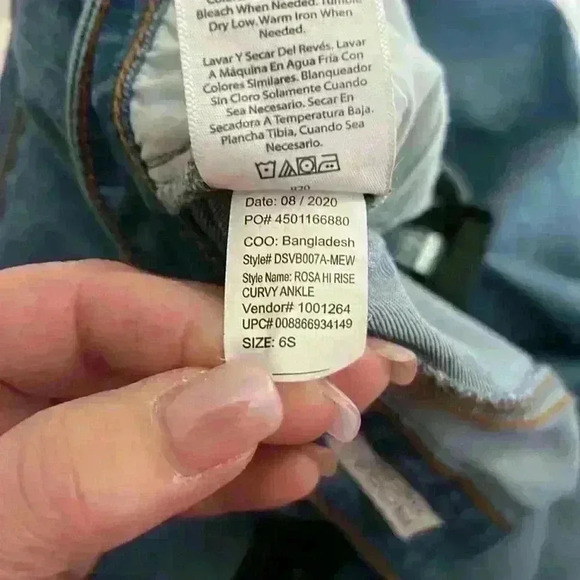 Bleach When Needed. Tumble
Dry Low. Warm Iron When
Needed.
Lavar Y Secar Del Revés. Lavar
A Máquina En Agua Fría Con
Colores Similares. Blanqueador
Sin Cloro Solamente Cuando
Sea Necesario. Secar En
Secadora A Temperatura Baja.
Plancha Tibia, Cuando Sea
Necesario.
Date: 08 / 2020
PO# 4501166880
COO: Bangladesh
Style# DSVB007A-MEW
Style Name: ROSA HI RISE
CURVY ANKLE
Vendor# 1001264
UPC# 008866934149
SIZE: 6S